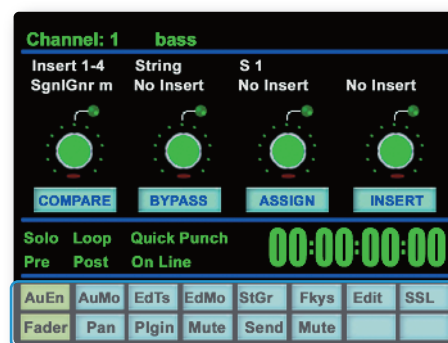 Channel: 1 bass
Insert 1-4 String S 1
SgnlGnr m No Insert No Insert No Insert
COMPARE BYPASS ASSIGN INSERT
Solo Loop Quick Punch
Pre Post On Line
00:00:00:00
AuEn AuMo EdTs EdMo StGr Fkys Edit SSL
Fader Pan Plgin Mute Send Mute